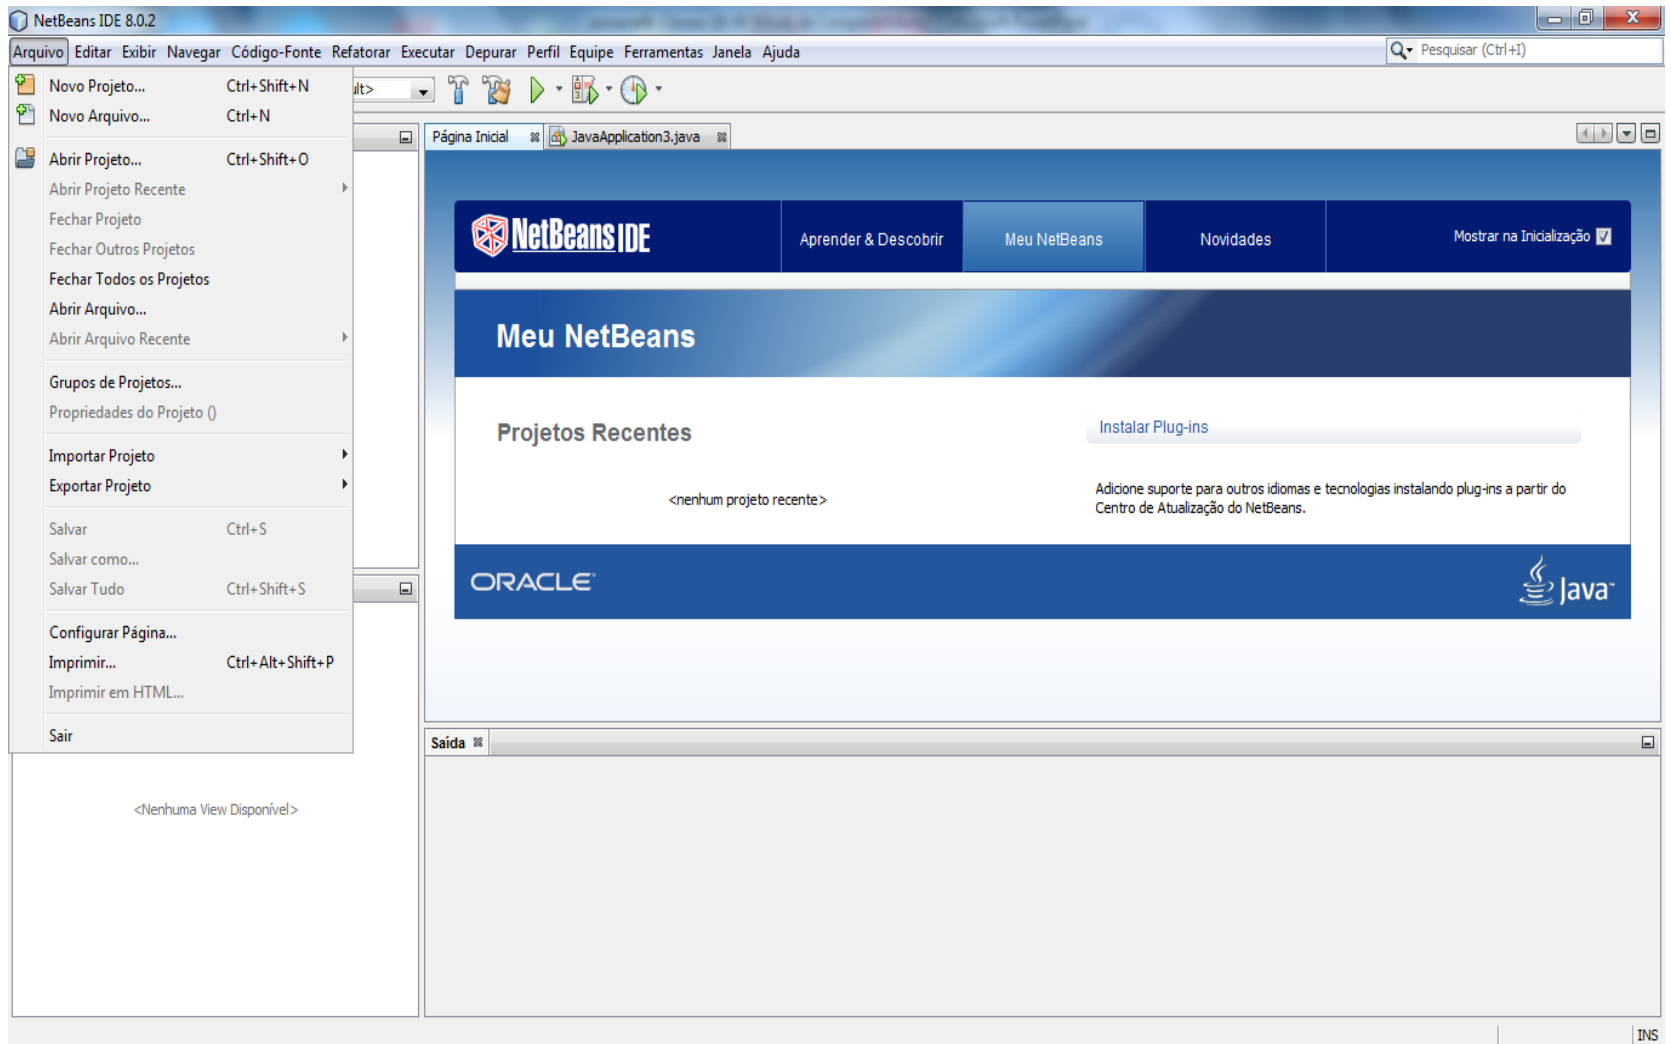 NetBeans IDE 8.0.2
Arquivo Editar Exibir Navegar Código-Fonte Refatorar Executar Depurar Perfil Equipe Ferramentas Janela Ajuda
Pesquisar (Ctrl+I)
Novo Projeto... Ctrl+Shift+N
Novo Arquivo... Ctrl+N
Abrir Projeto... Ctrl+Shift+O
Abrir Projeto Recente
Fechar Projeto
Fechar Outros Projetos
Fechar Todos os Projetos
Abrir Arquivo...
Abrir Arquivo Recente
Grupos de Projetos...
Propriedades do Projeto ()
Importar Projeto
Exportar Projeto
Salvar Ctrl+S
Salvar como...
Salvar Tudo Ctrl+Shift+S
Configurar Página...
Imprimir... Ctrl+Alt+Shift+P
Imprimir em HTML...
Sair
<Nenhuma View Disponível>
Página Inicial JavaApplication3.java
NetBeans IDE
Aprender & Descobrir
Meu NetBeans
Novidades
Mostrar na Inicialização
Meu NetBeans
Projetos Recentes
<nenhum projeto recente>
Instalar Plug-ins
Adicione suporte para outros idiomas e tecnologias instalando plug-ins a partir do
Centro de Atualização do NetBeans.
ORACLE
Java
Saída
INS